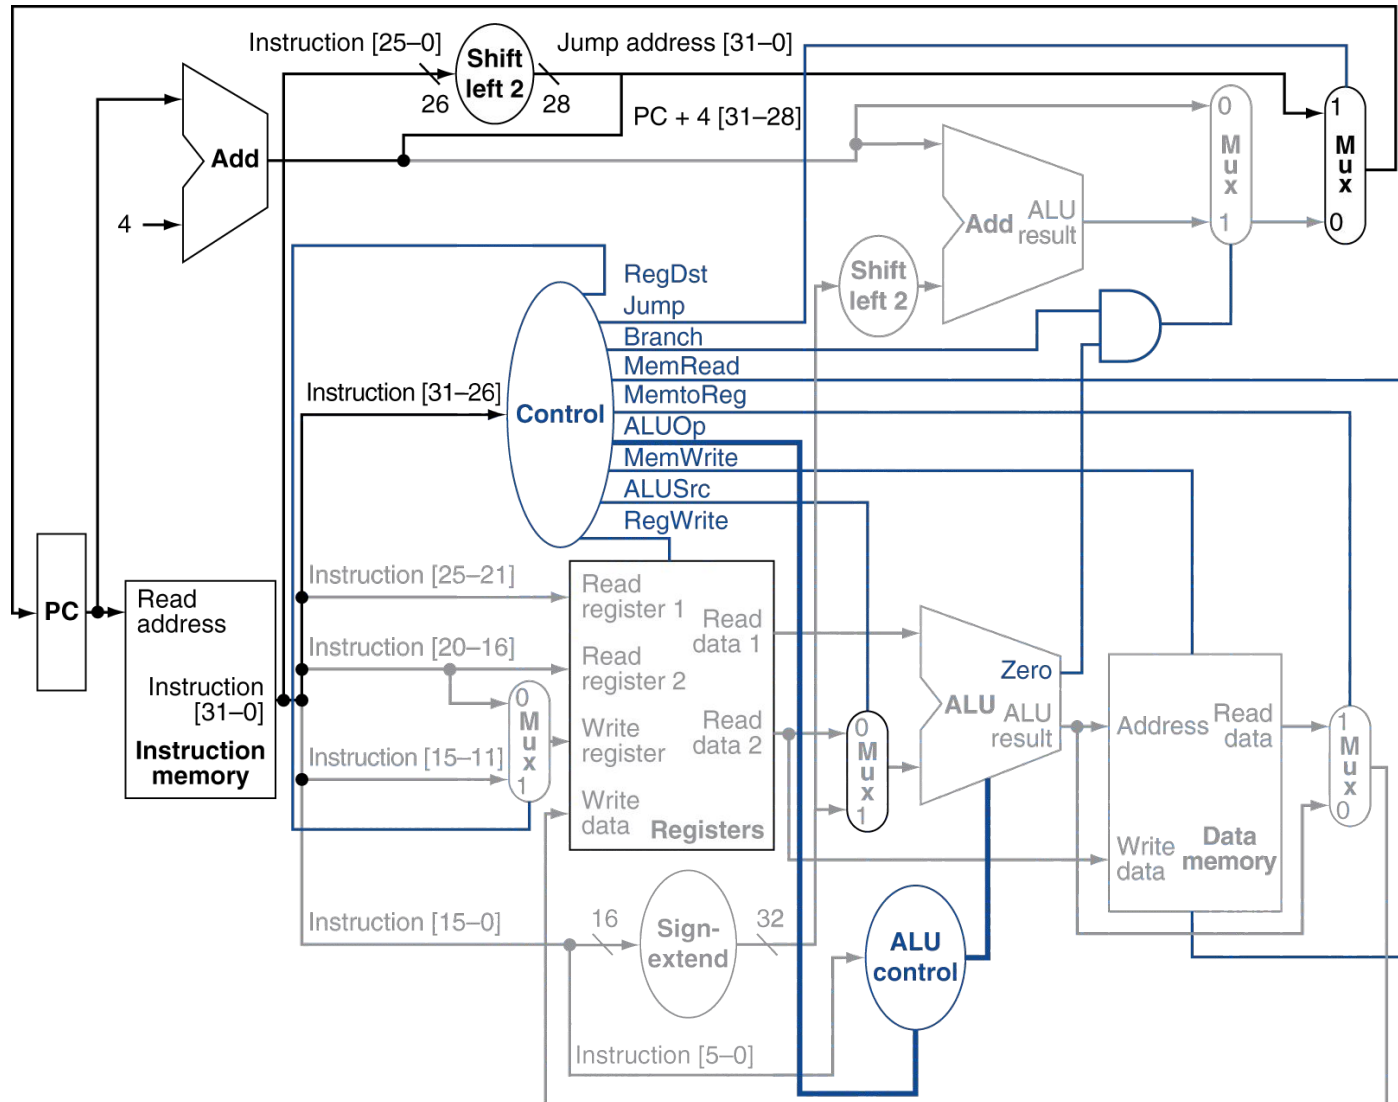 Instruction [25–0]
Shift
left 2
Jump address [31–0]
26
28
PC + 4 [31–28]
Add
4
0
M
u
x
1
1
M
u
x
0
Add
ALU
result
Shift
left 2
RegDst
Jump
Branch
MemRead
MemtoReg
ALUOp
MemWrite
ALUSrc
RegWrite
Instruction [31–26]
Control
PC
Read
address
Instruction
[31–0]
Instruction
memory
Instruction [25–21]
Instruction [20–16]
Instruction [15–11]
0
M
u
x
1
Read
register 1
Read
register 2
Write
register
Write
data
Read
data 1
Read
data 2
Registers
0
M
u
x
1
Zero
ALU
ALU
result
Address
Read
data
Write
data
Data
memory
1
M
u
x
0
Instruction [15–0]
16
Sign-
extend
32
ALU
control
Instruction [5–0]